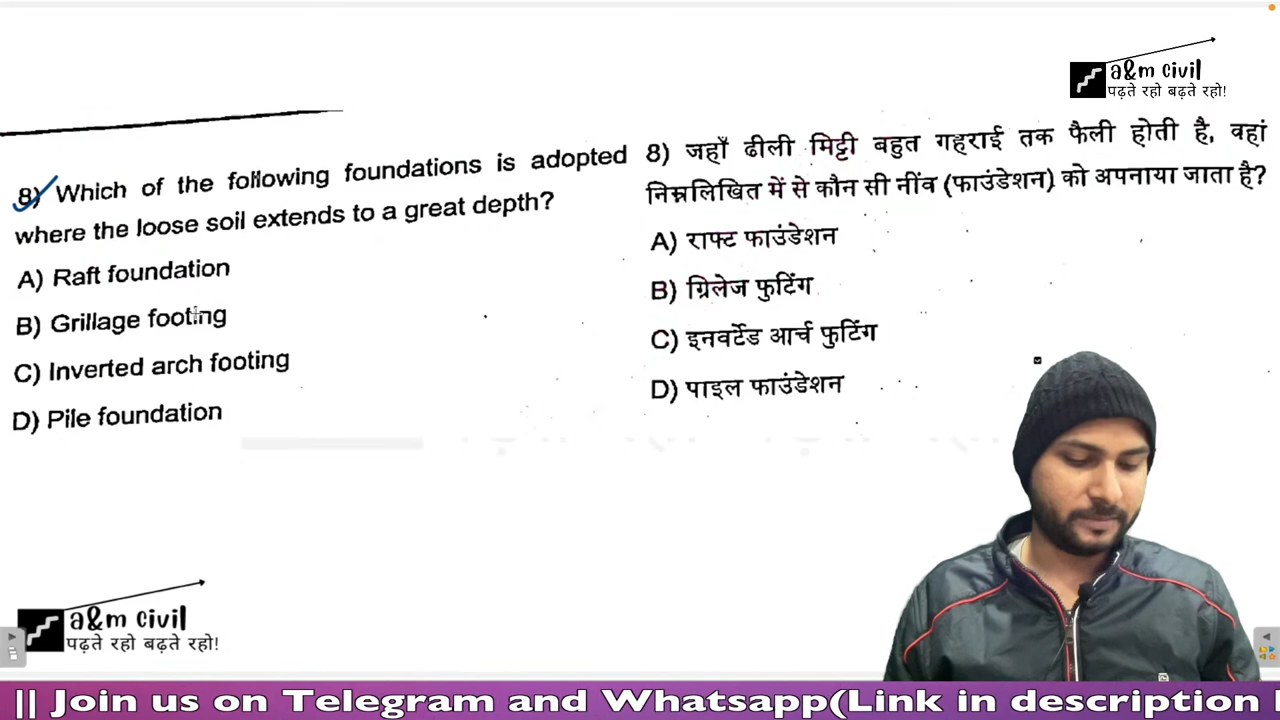 a&m civil
पढ़ते रहो बढ़ते रहो!
8) Which of the following foundations is adopted
where the loose soil extends to a great depth?
A) Raft foundation
B) Grillage footing
C) Inverted arch footing
D) Pile foundation
8) जहाँ ढीली मिट्टी बहुत गहराई तक फैली होती है, वहां
निम्नलिखित में से कौन सी नींव (फाउंडेशन) को अपनाया जाता है?
A) राफ्ट फाउंडेशन
B) ग्रिलेज फुटिंग
C) इनवर्टेड आर्च फुटिंग
D) पाइल फाउंडेशन
a&m civil
पढ़ते रहो बढ़ते रहो!
|| Join us on Telegram and Whatsapp(Link in description